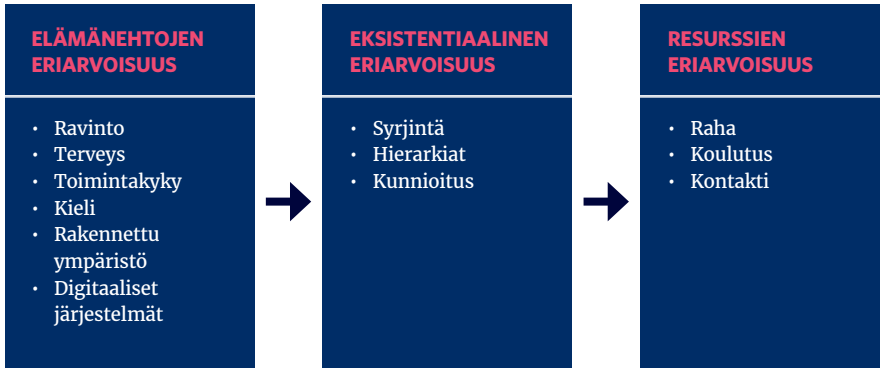 ELÄMÄNEHTOJEN
ERIARVOISUUS
• Ravinto
• Terveys
• Toimintakyky
• Kieli
• Rakennettu
ympäristö
• Digitaaliset
järjestelmät
EKSISTENTIAALINEN
ERIARVOISUUS
• Syrjintä
• Hierarkiat
• Kunnioitus
RESURSSIEN
ERIARVOISUUS
• Raha
• Koulutus
• Kontakti